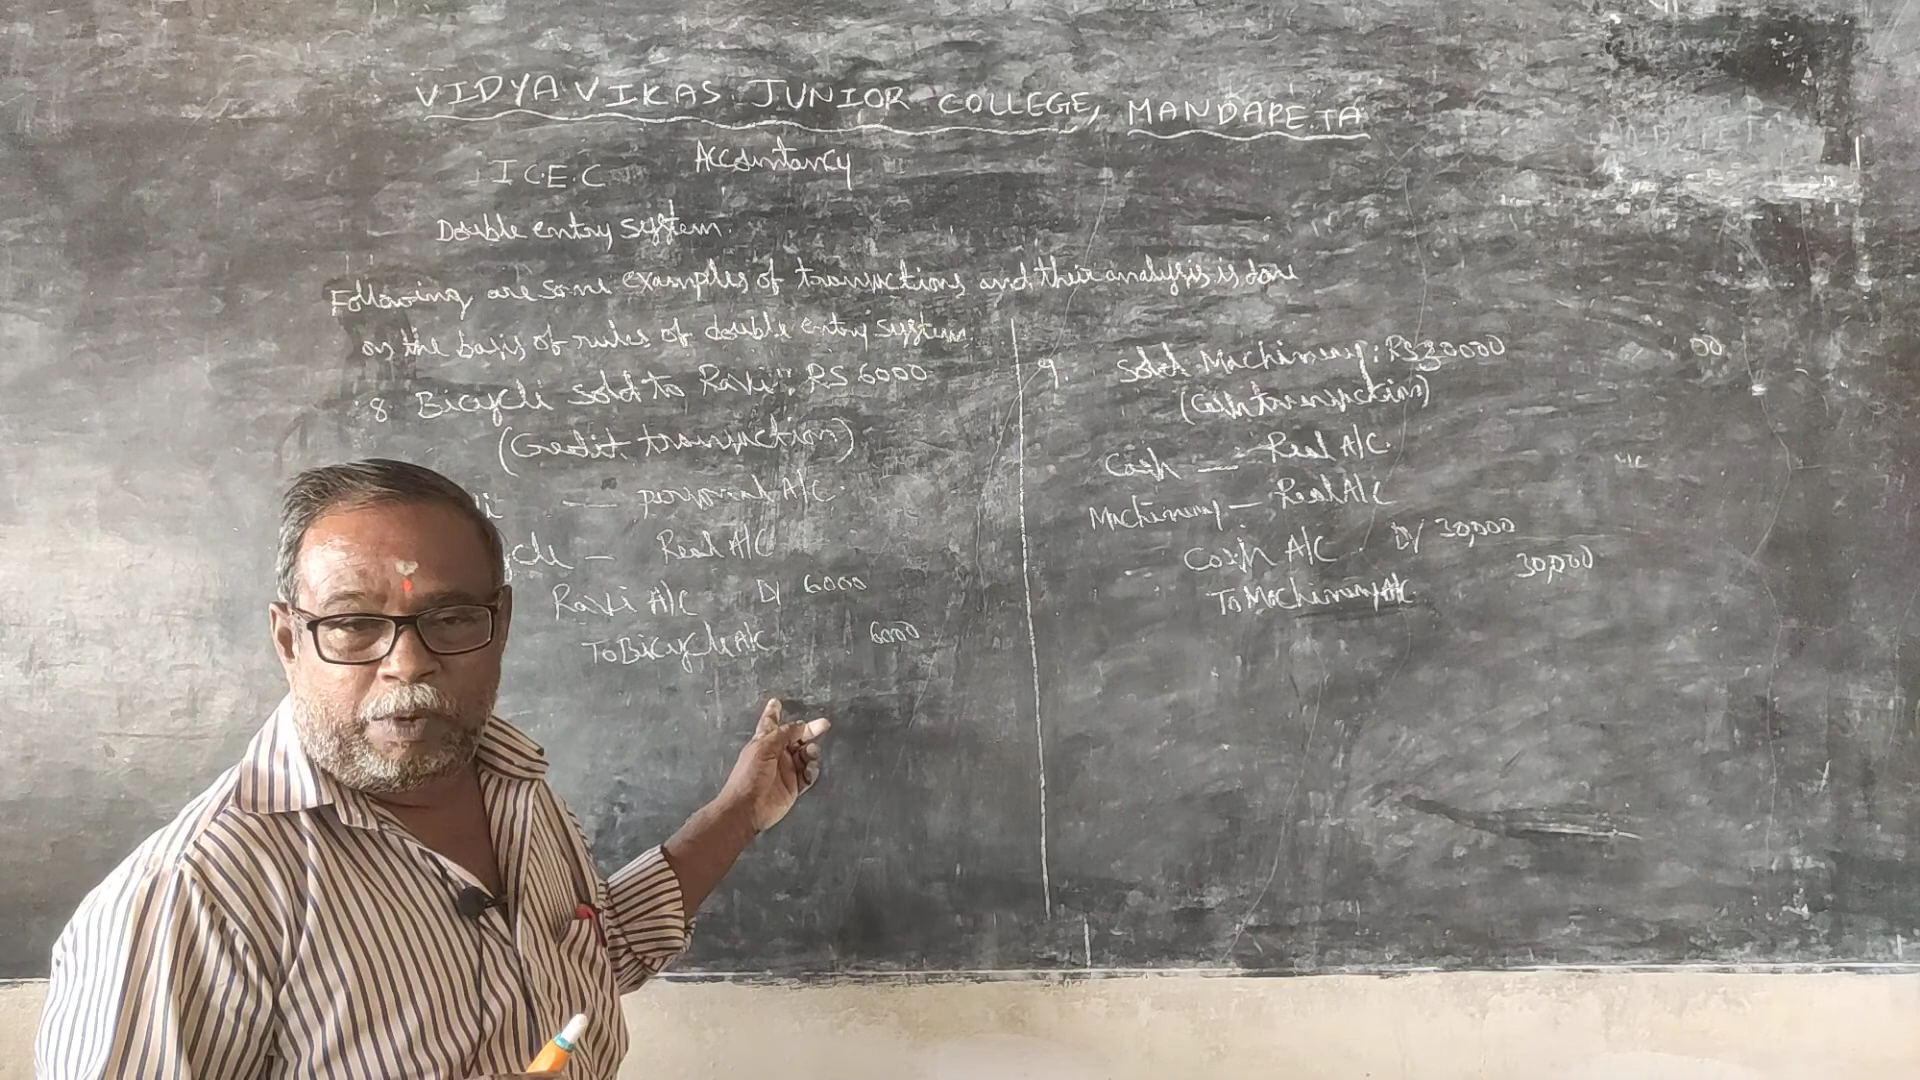 VIDYA VIKAS JUNIOR COLLEGE, MANDAPETA
I C.E.C Accountancy
Double entry system.
Following are some examples of transactions and their analysis is done
on the basis of rules of double entry system.
8 Bicycle sold to Ravi: RS 6000
(Credit transaction)
i — personal A/C.
ycle — Real A/C
Ravi A/C Dr 6000
To Bicycle A/C 6000
9. Sold Machinery: RS 30000
(Cash transaction)
Cash — Real A/C.
Machinery — Real A/C
Cash A/C Dr 30,000
To Machinery A/C 30,000
00